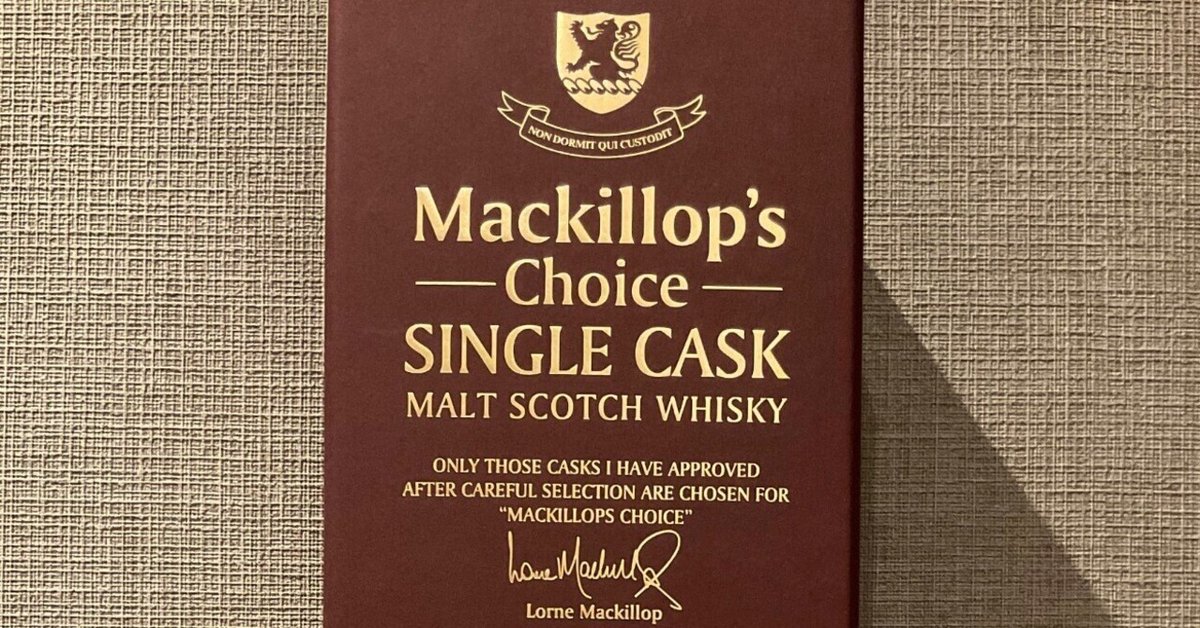 NON DORMIT QUI CUSTODIT
Mackillop's
Choice
SINGLE CASK
MALT SCOTCH WHISKY
ONLY THOSE CASKS I HAVE APPROVED
AFTER CAREFUL SELECTION ARE CHOSEN FOR
“MACKILLOPS CHOICE”
Lorne Mackillop
Lorne Mackillop